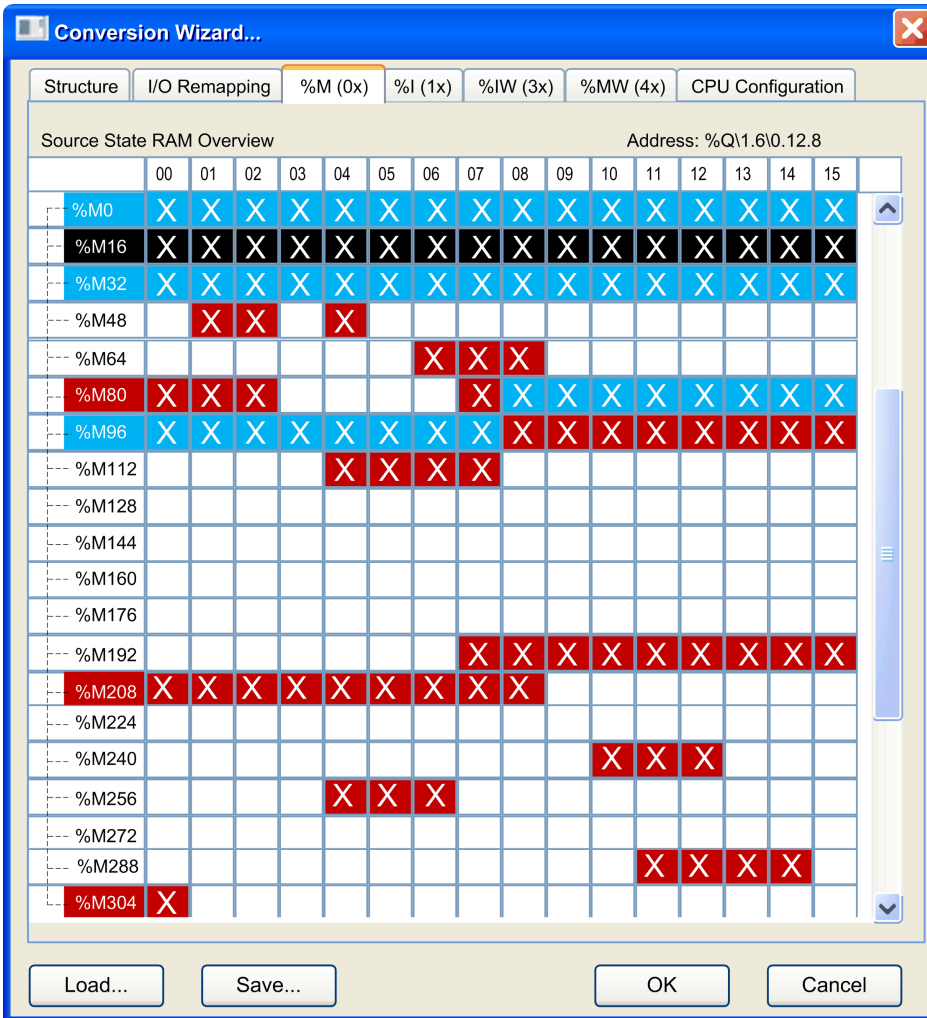 Conversion Wizard...
Structure I/O Remapping %M (0x) %I (1x) %IW (3x) %MW (4x) CPU Configuration
Source State RAM Overview Address: %Q\1.6\0.12.8
00 01 02 03 04 05 06 07 08 09 10 11 12 13 14 15
%M0 X X X X X X X X X X X X X X X X
%M16 X X X X X X X X X X X X X X X X
%M32 X X X X X X X X X X X X X X X X
%M48 X X X
%M64 X X X
%M80 X X X X X X X X X X X X
%M96 X X X X X X X X X X X X X X X X
%M112 X X X X
%M128
%M144
%M160
%M176
%M192 X X X X X X X X X
%M208 X X X X X X X X X
%M224
%M240 X X X
%M256 X X X
%M272
%M288 X X X X
%M304 X
Load... Save... OK Cancel